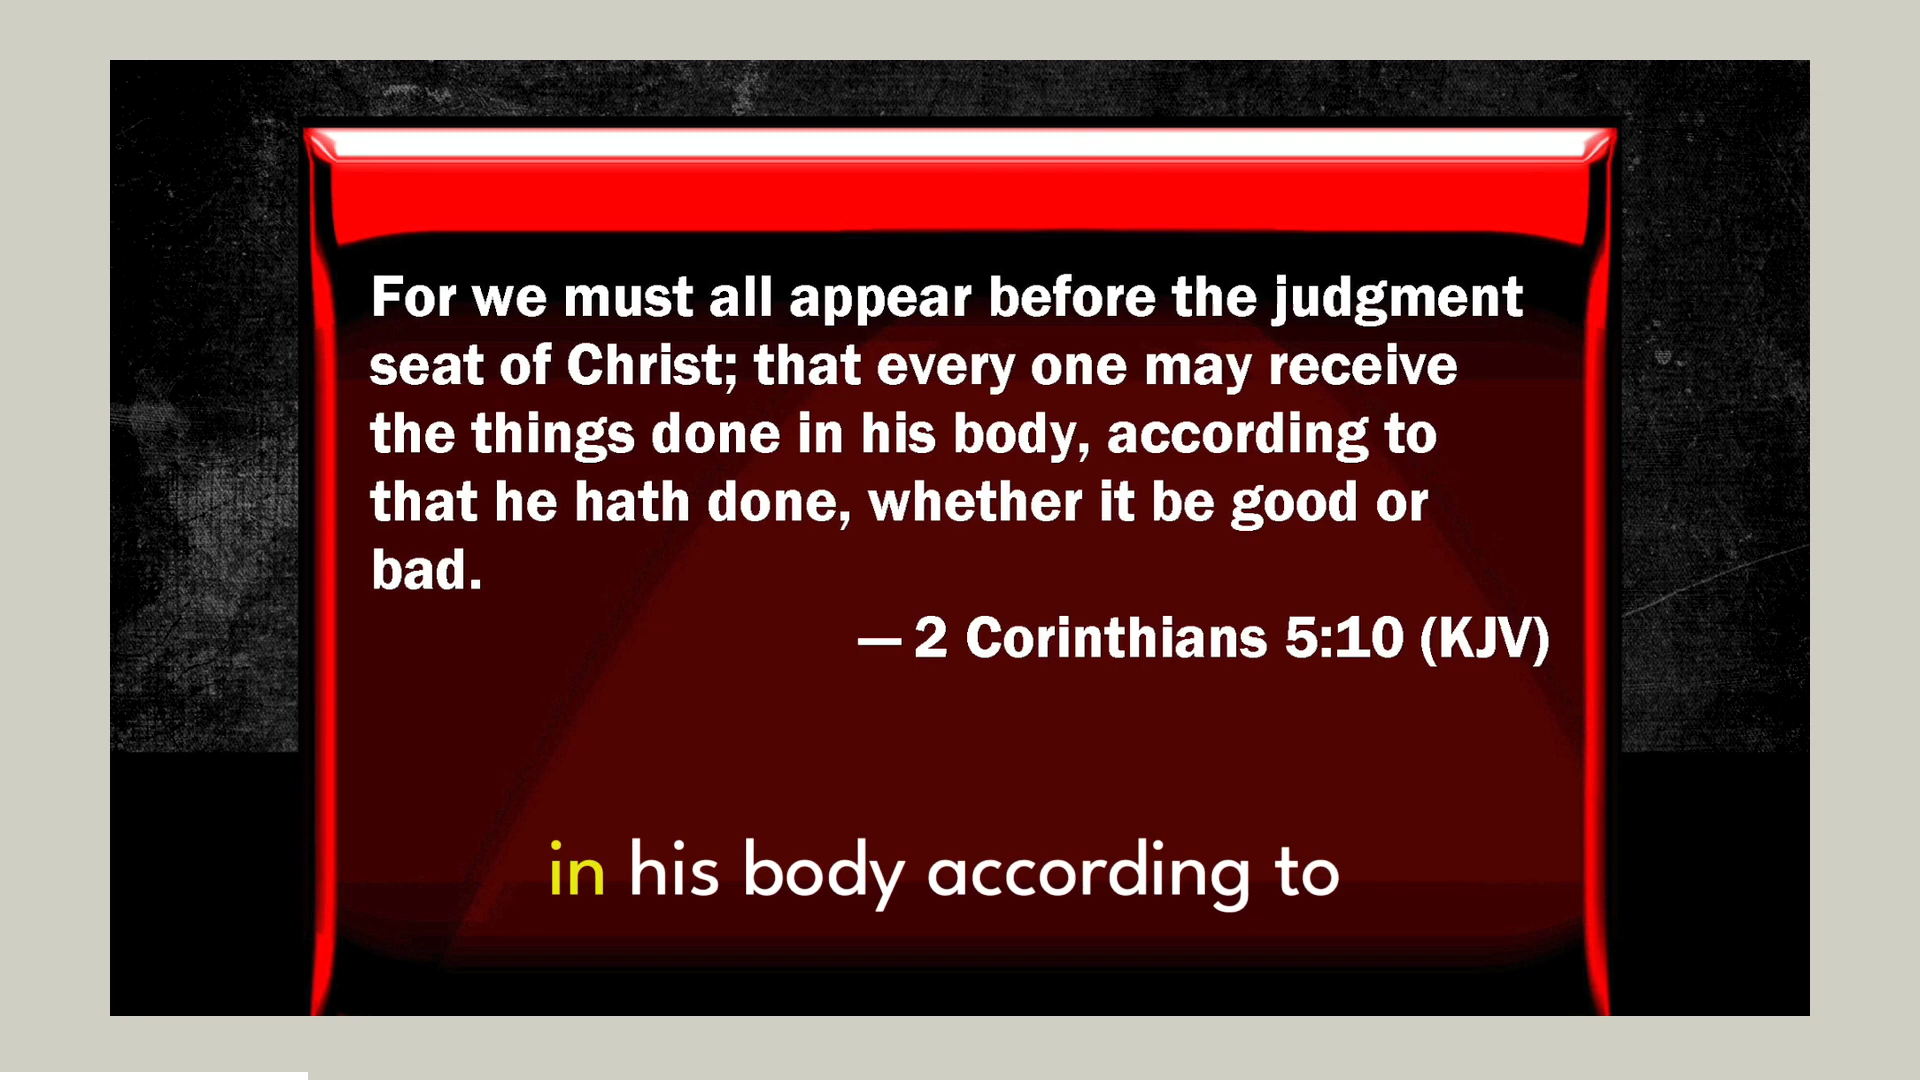 For we must all appear before the judgment
seat of Christ; that every one may receive
the things done in his body, according to
that he hath done, whether it be good or
bad.
— 2 Corinthians 5:10 (KJV)
in his body according to